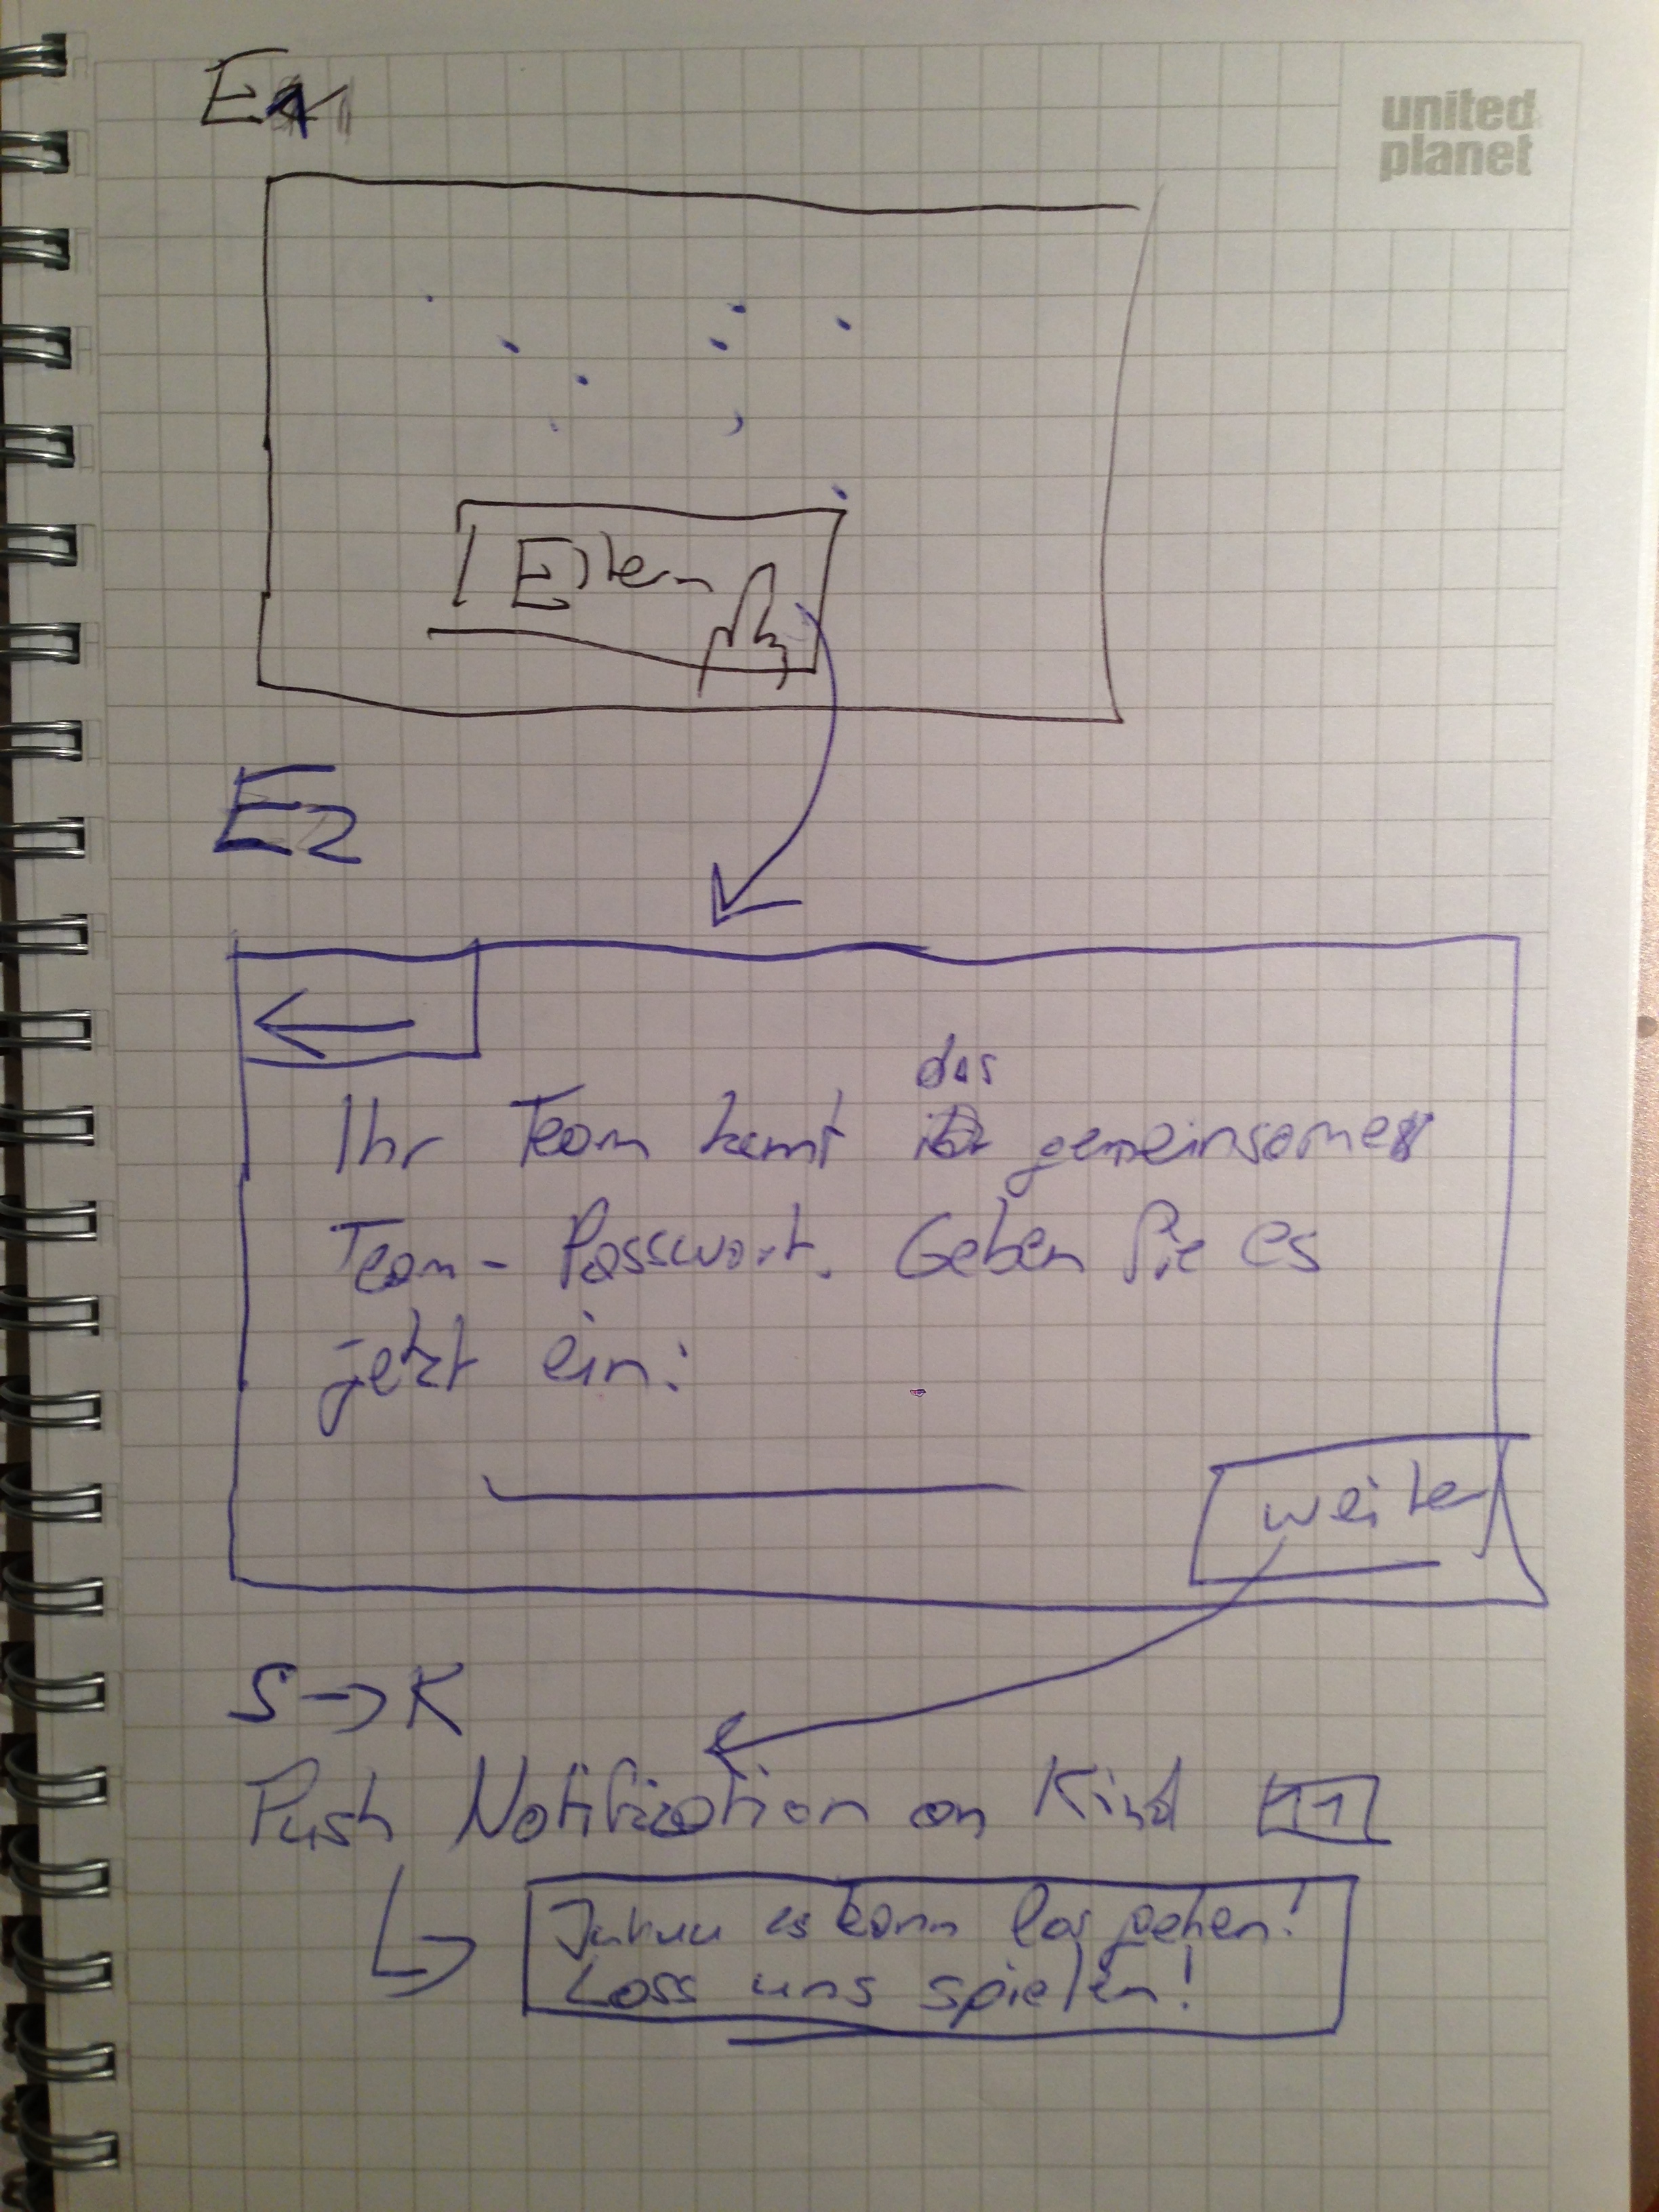 E1
united
planet
Eltern
E2
das
Ihr Team kennt gemeinsames
Team-Passwort. Geben Sie es
jetzt ein:
weiter
S→K
Push Notification an Kind 11
Juhuu es kann los gehen!
Lass uns spielen!